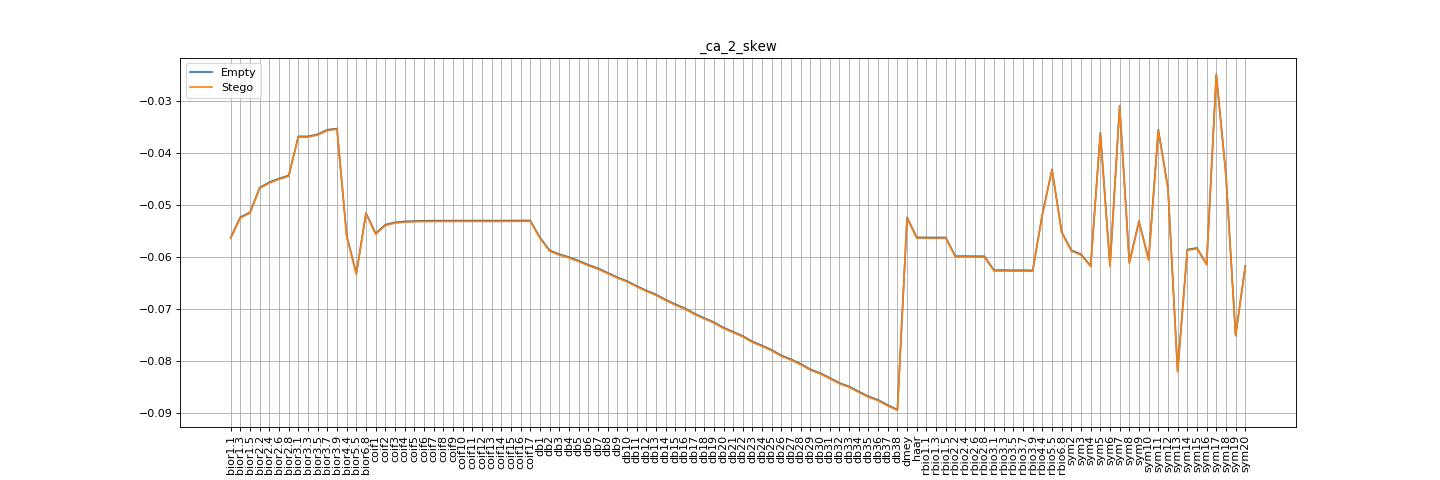 _ca_2_skew
Empty
Stego
−0.03
−0.04
−0.05
−0.06
−0.07
−0.08
−0.09
bior1.1
bior1.3
bior1.5
bior2.2
bior2.4
bior2.6
bior2.8
bior3.1
bior3.3
bior3.5
bior3.7
bior3.9
bior4.4
bior5.5
bior6.8
coif1
coif2
coif3
coif4
coif5
coif6
coif7
coif8
coif9
coif10
coif11
coif12
coif13
coif14
coif15
coif16
coif17
db1
db2
db3
db4
db5
db6
db7
db8
db9
db10
db11
db12
db13
db14
db15
db16
db17
db18
db19
db20
db21
db22
db23
db24
db25
db26
db27
db28
db29
db30
db31
db32
db33
db34
db35
db36
db37
db38
dmey
haar
rbio1.1
rbio1.3
rbio1.5
rbio2.2
rbio2.4
rbio2.6
rbio2.8
rbio3.1
rbio3.3
rbio3.5
rbio3.7
rbio3.9
rbio4.4
rbio5.5
rbio6.8
sym2
sym3
sym4
sym5
sym6
sym7
sym8
sym9
sym10
sym11
sym12
sym13
sym14
sym15
sym16
sym17
sym18
sym19
sym20